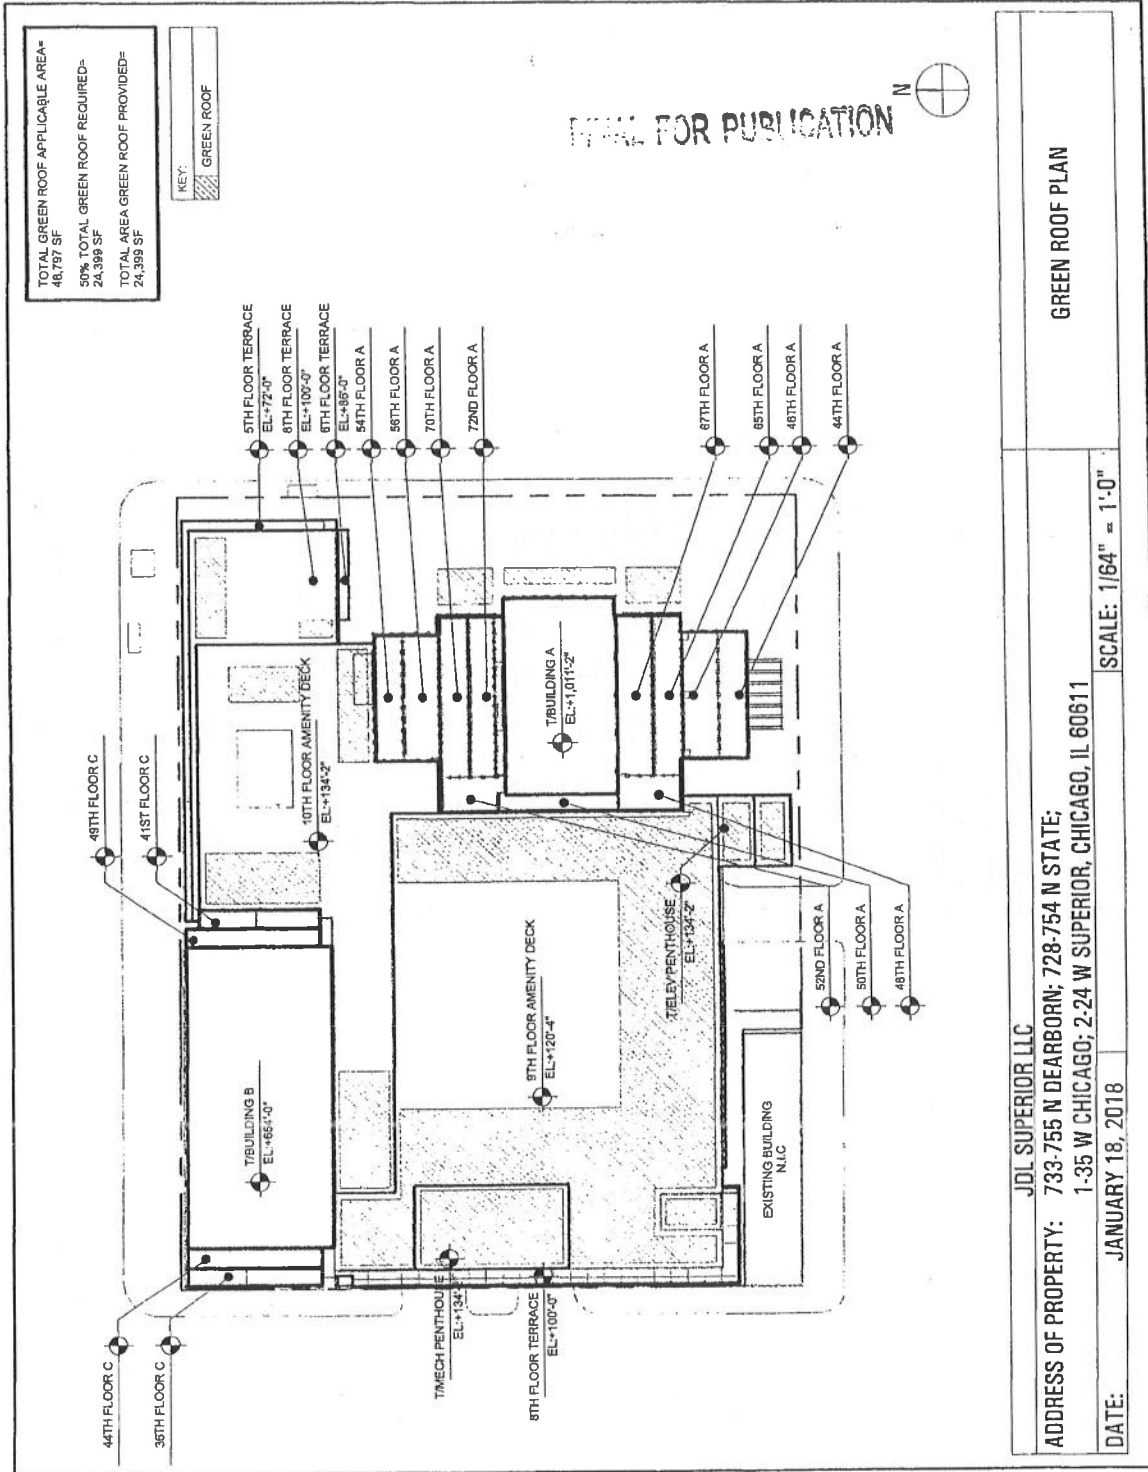 TOTAL GREEN ROOF APPLICABLE AREA=
48,797 SF
50% TOTAL GREEN ROOF REQUIRED=
24,399 SF
TOTAL AREA GREEN ROOF PROVIDED=
24,399 SF
KEY:
GREEN ROOF
5TH FLOOR TERRACE
EL:+72'-0"
8TH FLOOR TERRACE
EL:+100'-0"
6TH FLOOR TERRACE
EL:+86'-0"
54TH FLOOR A
56TH FLOOR A
70TH FLOOR A
72ND FLOOR A
67TH FLOOR A
65TH FLOOR A
46TH FLOOR A
44TH FLOOR A
49TH FLOOR C
41ST FLOOR C
10TH FLOOR AMENITY DECK
EL:+134'-2"
T/BUILDING A
EL:+1,011'-2"
T/BUILDING B
EL:+654'-0"
9TH FLOOR AMENITY DECK
EL:+120'-4"
T/ELEV PENTHOUSE
EL:+134'-2"
52ND FLOOR A
50TH FLOOR A
48TH FLOOR A
44TH FLOOR C
36TH FLOOR C
T/MECH PENTHOUSE
EL:+134'
8TH FLOOR TERRACE
EL:+100'-0"
EXISTING BUILDING
N.I.C
FOR PUBLICATION
N
JDL SUPERIOR LLC
ADDRESS OF PROPERTY: 733-755 N DEARBORN; 728-754 N STATE;
1-35 W CHICAGO; 2-24 W SUPERIOR, CHICAGO, IL 60611
GREEN ROOF PLAN
DATE: JANUARY 18, 2018
SCALE: 1/64" = 1'-0"